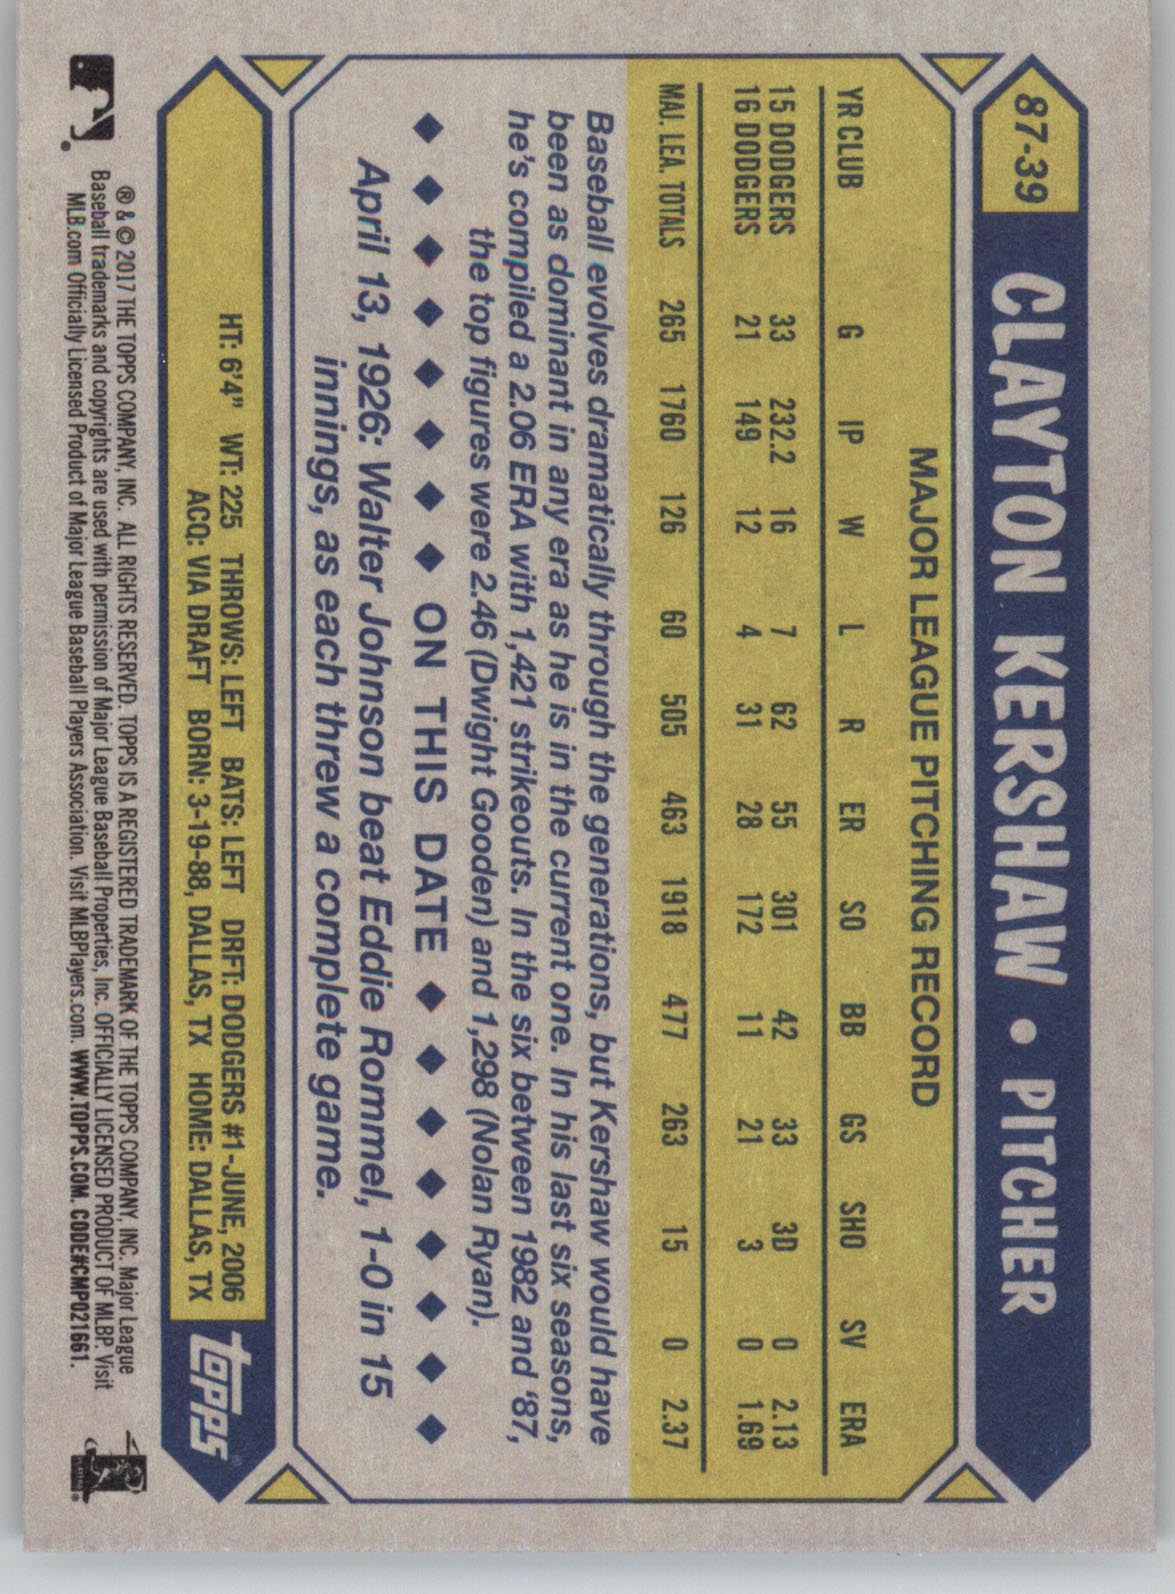 87-39 CLAYTON KERSHAW • PITCHER
MAJOR LEAGUE PITCHING RECORD
YR CLUB G IP W L R ER SO BB GS SHO SV ERA
15 DODGERS 33 232.2 16 7 62 55 301 42 33 3D 0 2.13
16 DODGERS 21 149 12 4 31 28 172 11 21 3 0 1.69
MAJ. LEA. TOTALS 265 1760 126 60 505 463 1918 477 263 15 0 2.37
Baseball evolves dramatically through the generations, but Kershaw would have
been as dominant in any era as he is in the current one. In his last six seasons,
he's compiled a 2.06 ERA with 1,421 strikeouts. In the six between 1982 and '87,
the top figures were 2.46 (Dwight Gooden) and 1,298 (Nolan Ryan).
◆ ◆ ◆ ◆ ◆ ◆ ◆ ◆ ON THIS DATE ◆ ◆ ◆ ◆ ◆ ◆ ◆ ◆
April 13, 1926: Walter Johnson beat Eddie Rommel, 1-0 in 15
innings, as each threw a complete game.
HT: 6'4" WT: 225 THROWS: LEFT BATS: LEFT DRFT: DODGERS #1-JUNE, 2006
ACQ: VIA DRAFT BORN: 3-19-88, DALLAS, TX HOME: DALLAS, TX
topps®
® & © 2017 THE TOPPS COMPANY, INC. ALL RIGHTS RESERVED. TOPPS IS A REGISTERED TRADEMARK OF THE TOPPS COMPANY, INC. Major League
Baseball trademarks and copyrights are used with permission of Major League Baseball Properties, Inc. OFFICIALLY LICENSED PRODUCT OF MLBP. Visit
MLB.com Officially Licensed Product of Major League Baseball Players Association. Visit MLBPlayers.com. WWW.TOPPS.COM. CODE#CMP021661.